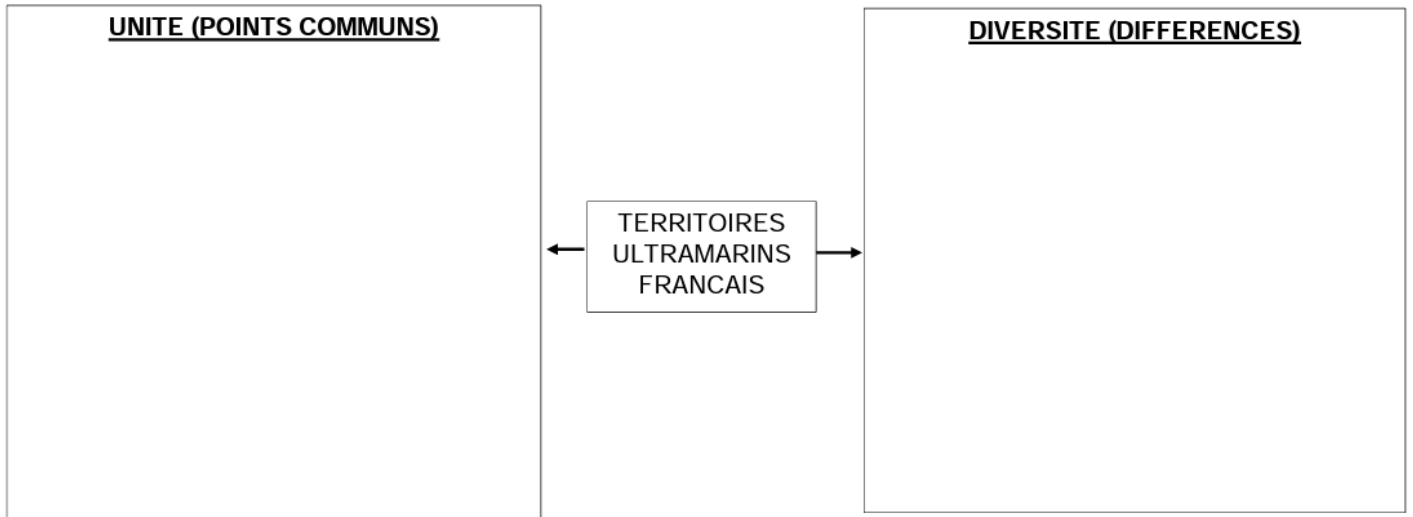 UNITE (POINTS COMMUNS)
DIVERSITE (DIFFERENCES)
TERRITOIRES
ULTRAMARINS
FRANCAIS